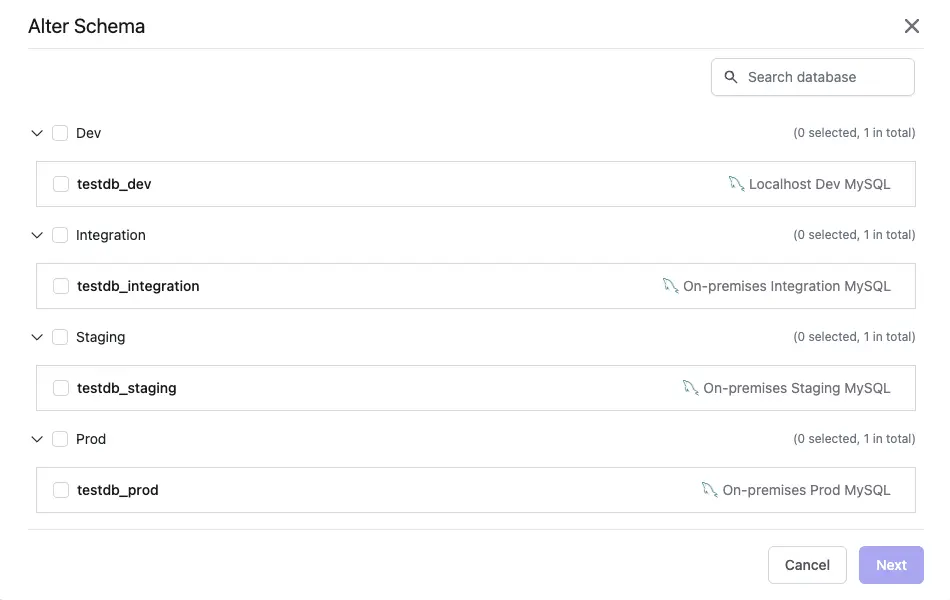 Alter Schema
Search database
Dev (0 selected, 1 in total)
testdb_dev Localhost Dev MySQL
Integration (0 selected, 1 in total)
testdb_integration On-premises Integration MySQL
Staging (0 selected, 1 in total)
testdb_staging On-premises Staging MySQL
Prod (0 selected, 1 in total)
testdb_prod On-premises Prod MySQL
Cancel Next